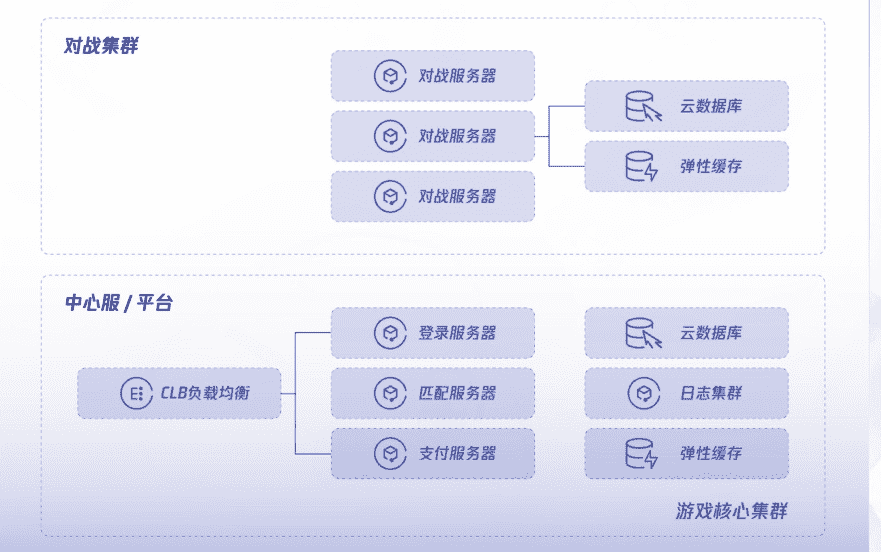 对战集群
对战服务器
对战服务器
对战服务器
云数据库
弹性缓存
中心服 / 平台
CLB负载均衡
登录服务器
匹配服务器
支付服务器
云数据库
日志集群
弹性缓存
游戏核心集群